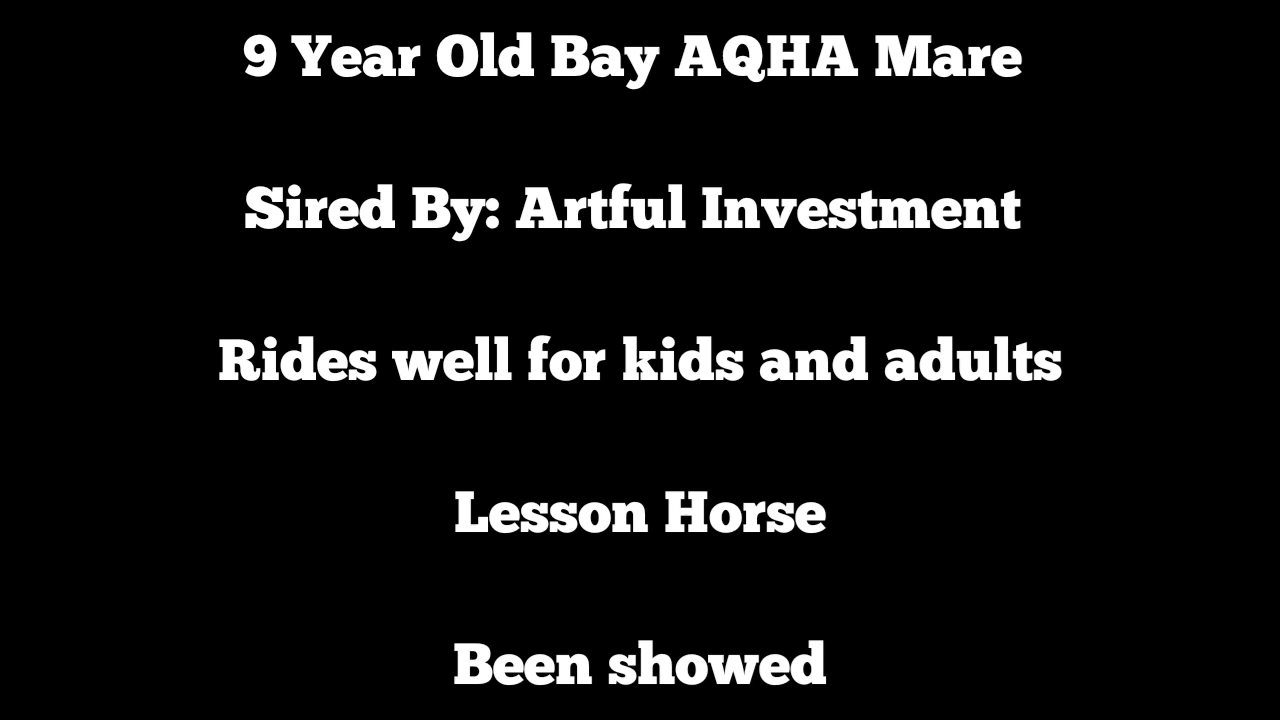 9 Year Old Bay AQHA Mare
Sired By: Artful Investment
Rides well for kids and adults
Lesson Horse
Been showed